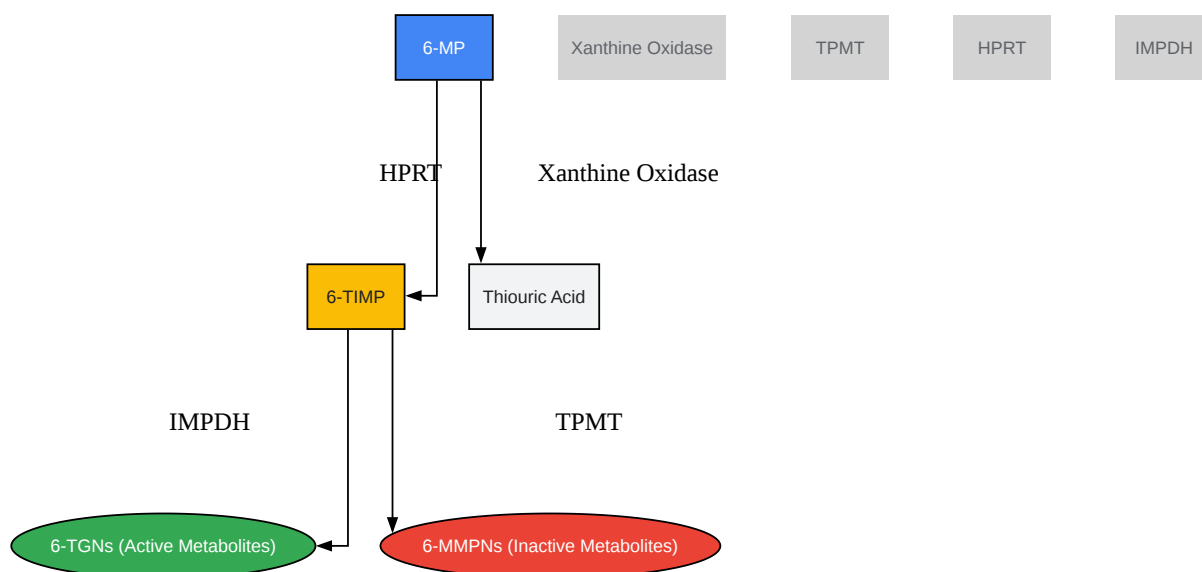 6-MP
Xanthine Oxidase
TPMT
HPRT
IMPDH
HPRT
Xanthine Oxidase
6-TIMP
Thiouric Acid
IMPDH
TPMT
6-TGNs (Active Metabolites)
6-MMPNs (Inactive Metabolites)